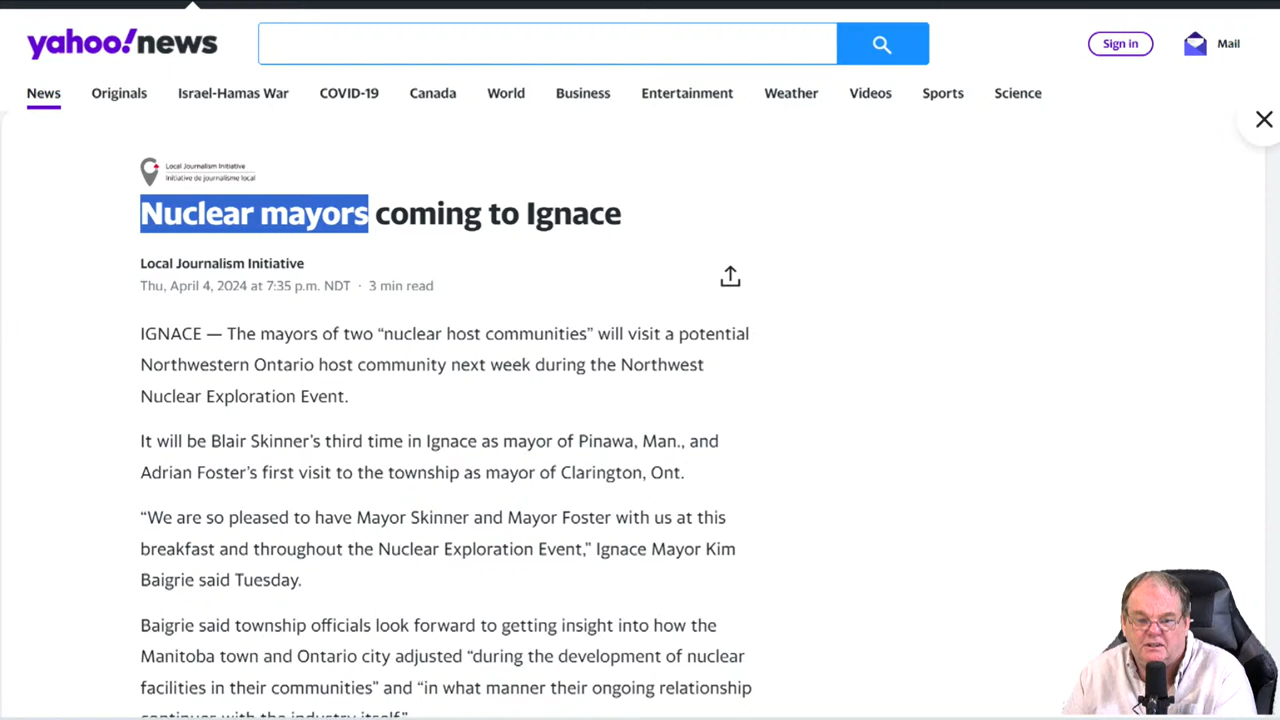 yahoo!news
Sign in
Mail
News Originals Israel-Hamas War COVID-19 Canada World Business Entertainment Weather Videos Sports Science
Local Journalism Initiative
Initiative de journalisme local
Nuclear mayors coming to Ignace
Local Journalism Initiative
Thu, April 4, 2024 at 7:35 p.m. NDT · 3 min read
IGNACE — The mayors of two “nuclear host communities” will visit a potential
Northwestern Ontario host community next week during the Northwest
Nuclear Exploration Event.
It will be Blair Skinner’s third time in Ignace as mayor of Pinawa, Man., and
Adrian Foster’s first visit to the township as mayor of Clarington, Ont.
“We are so pleased to have Mayor Skinner and Mayor Foster with us at this
breakfast and throughout the Nuclear Exploration Event,” Ignace Mayor Kim
Baigrie said Tuesday.
Baigrie said township officials look forward to getting insight into how the
Manitoba town and Ontario city adjusted “during the development of nuclear
facilities in their communities” and “in what manner their ongoing relationship
continues with the industry itself.”